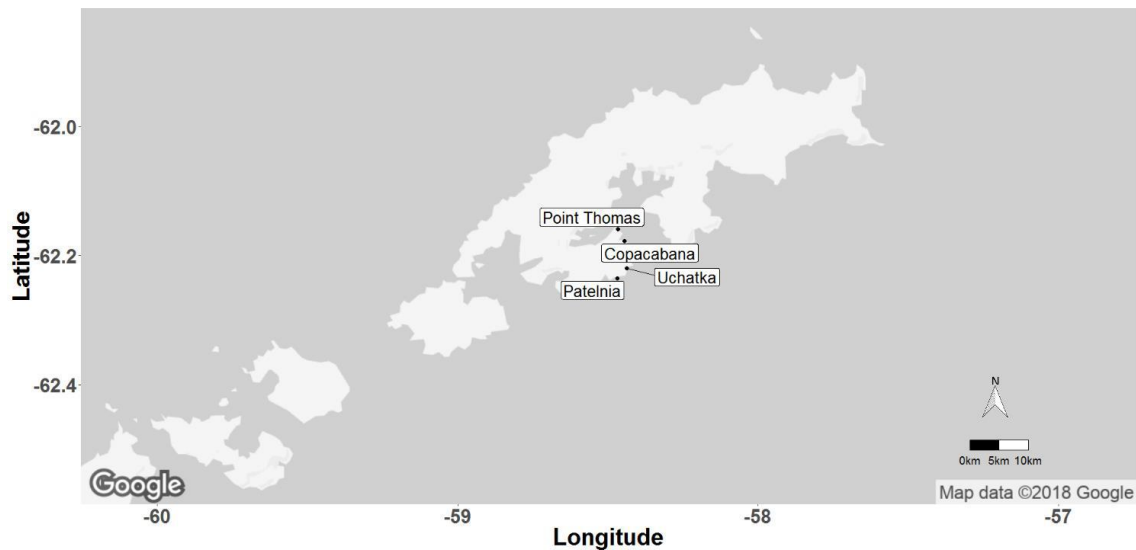 Latitude
-62.0
-62.2
-62.4
Point Thomas
Copacabana
Uchatka
Patelnia
N
0km 5km 10km
Google
Map data ©2018 Google
-60 -59 -58 -57
Longitude